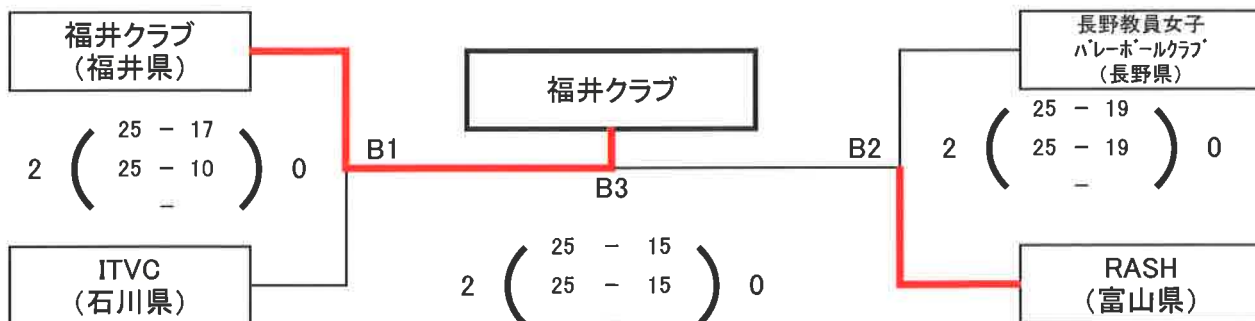 福井クラブ
(福井県)
福井クラブ
長野教員女子
バレーボールクラブ
(長野県)
25 - 17
2 ( 25 - 10 ) 0
-
B1
B2
B3
25 - 19
2 ( 25 - 19 ) 0
-
ITVC
(石川県)
25 - 15
2 ( 25 - 15 ) 0
RASH
(富山県)